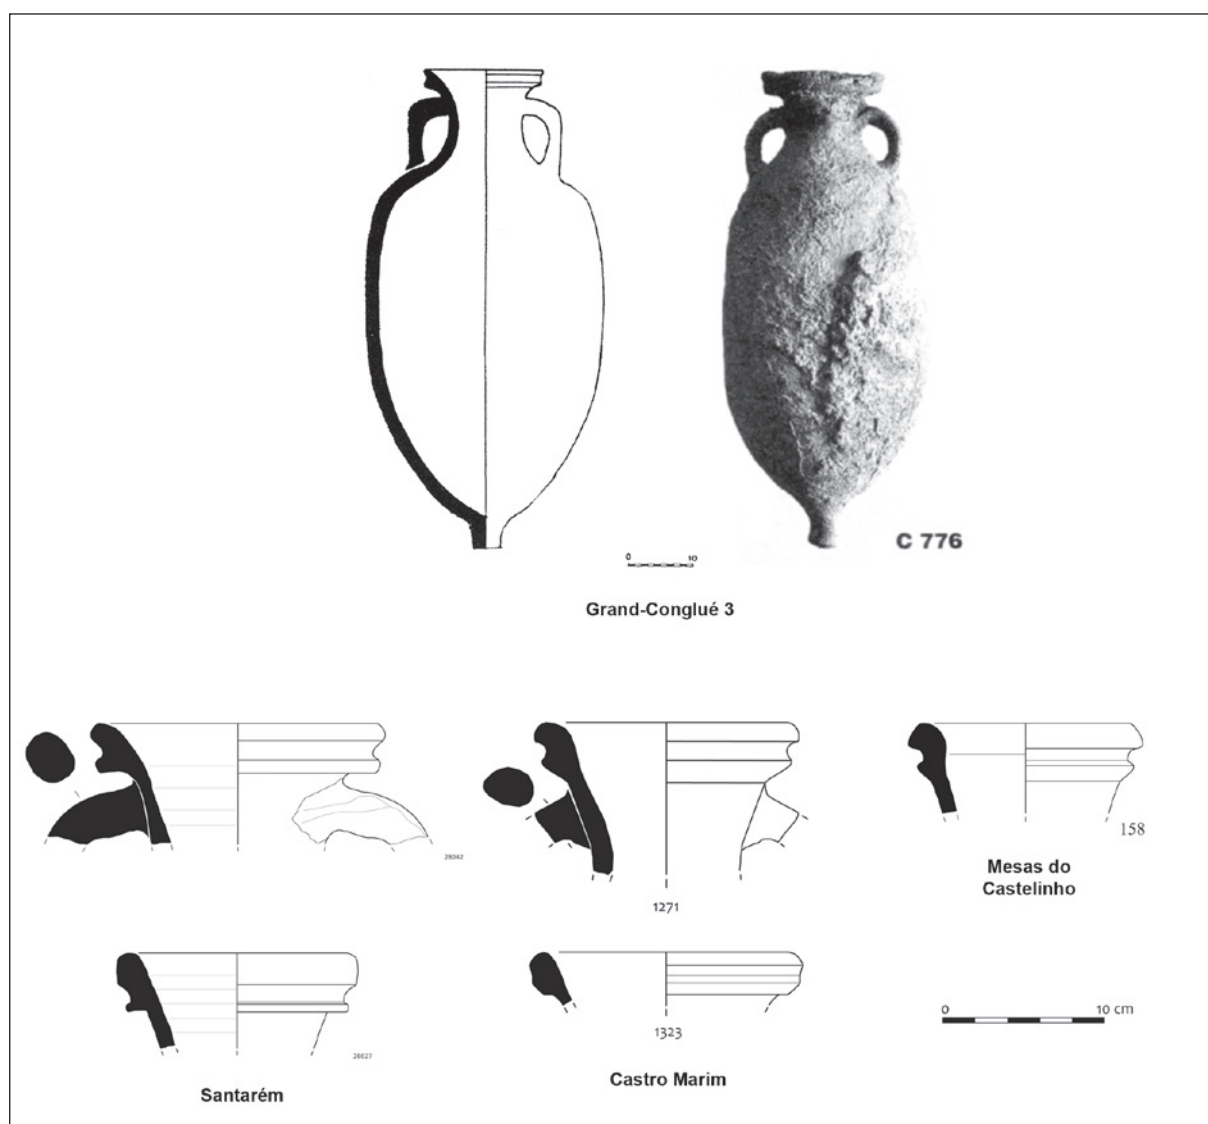 0 10
C 776
Grand-Conglué 3
28042
1271
158
Mesas do
Castelinho
28027
1323
0 10 cm
Santarém
Castro Marim